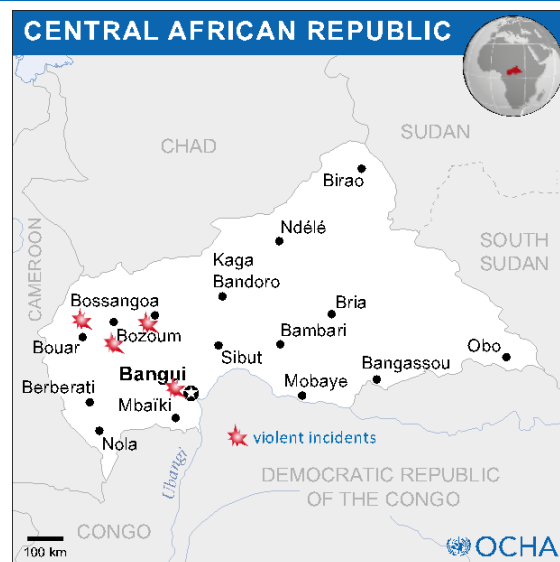 CENTRAL AFRICAN REPUBLIC
SUDAN
CHAD
Birao
Ndélé
SOUTH
SUDAN
CAMEROON
Kaga
Bandoro
Bossangoa
Bria
Bozoum
Bouar
Sibut
Bambari
Obo
Bangui
Bangassou
Berberati
Mobaye
Mbaïki
Nola
violent incidents
Ubangi
DEMOCRATIC REPUBLIC
OF THE CONGO
CONGO
100 km
OCHA